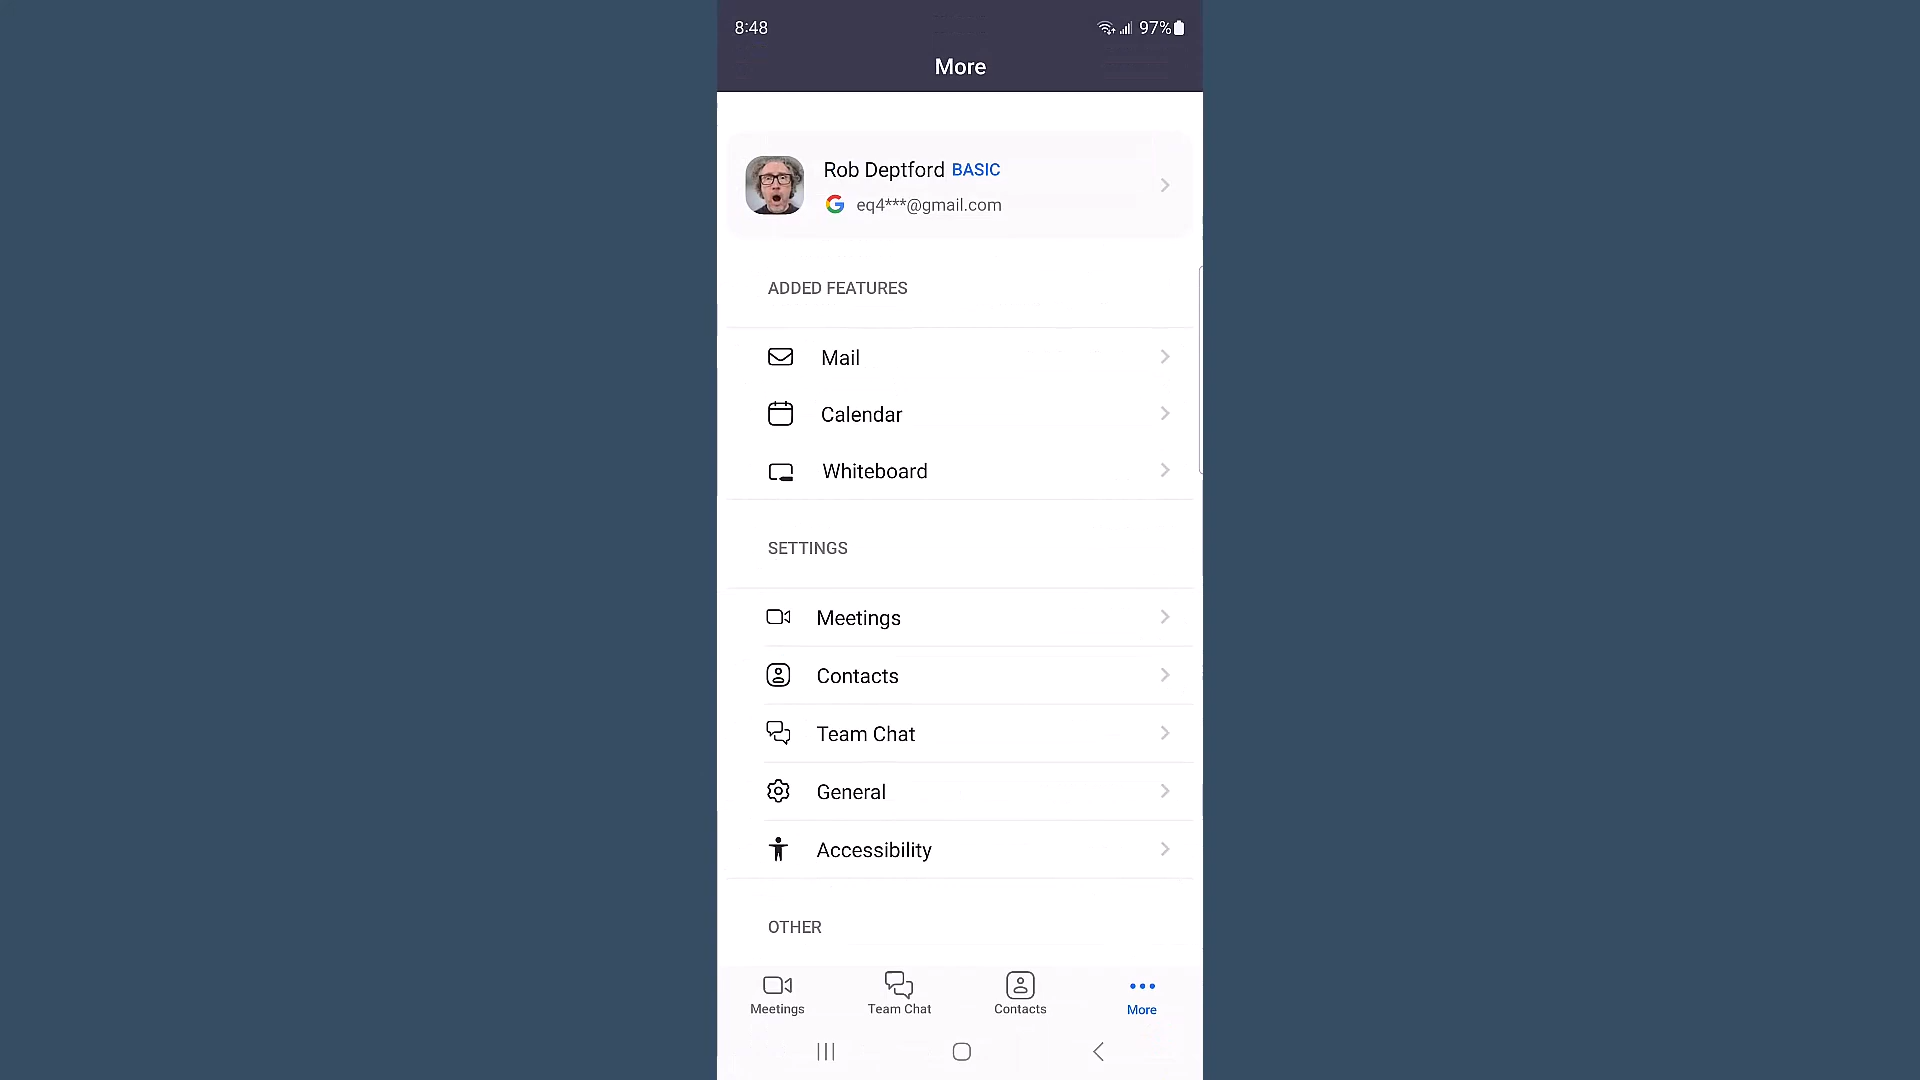 8:48
97%
More
Rob Deptford BASIC
eq4***@gmail.com
ADDED FEATURES
Mail
Calendar
Whiteboard
SETTINGS
Meetings
Contacts
Team Chat
General
Accessibility
OTHER
Meetings
Team Chat
Contacts
More